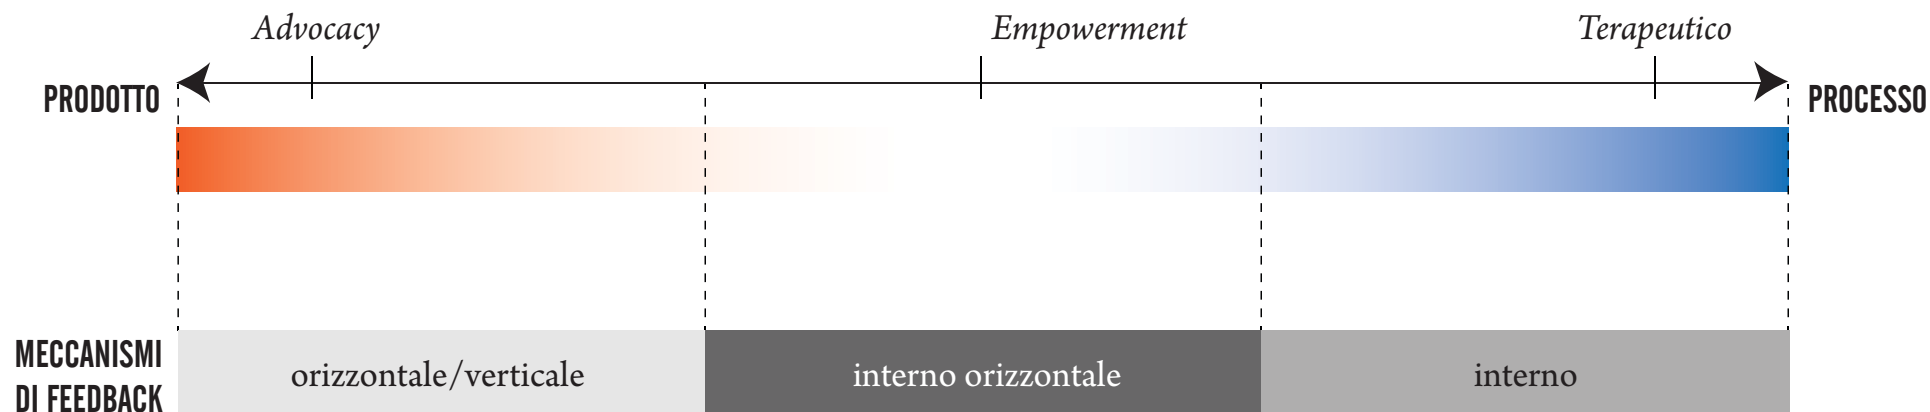 Advocacy
Empowerment
Terapeutico
PRODOTTO
PROCESSO
MECCANISMI
DI FEEDBACK
orizzontale/verticale
interno orizzontale
interno